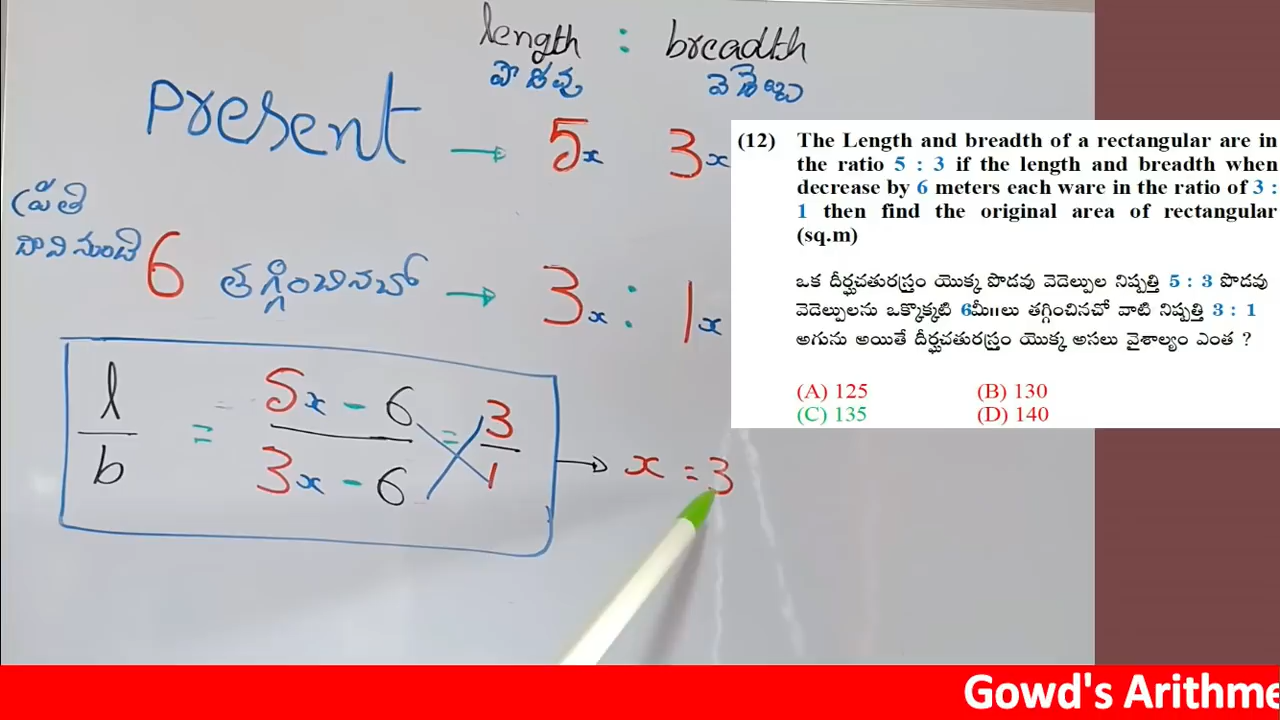 length : breadth
పొడవు వెడల్పు
Present → 5x 3x
ప్రతి
దానినుంచి 6 తగ్గించినచో → 3x : 1x
l/b = 5x - 6/3x - 6 = 3/1 → x = 3
(12) The Length and breadth of a rectangular are in
the ratio 5 : 3 if the length and breadth when
decrease by 6 meters each ware in the ratio of 3 :
1 then find the original area of rectangular
(sq.m)
ఒక దీర్ఘచతురస్రం యొక్క పొడవు వెడెల్పుల నిష్పత్తి 5 : 3 పొడవు
వెడెల్పులను ఒక్కొక్కటి 6మీ॥లు తగ్గించినచో వాటి నిష్పత్తి 3 : 1
అగును అయితే దీర్ఘచతురస్రం యొక్క అసలు వైశాల్యం ఎంత ?
(A) 125 (B) 130
(C) 135 (D) 140
Gowd's Arithme